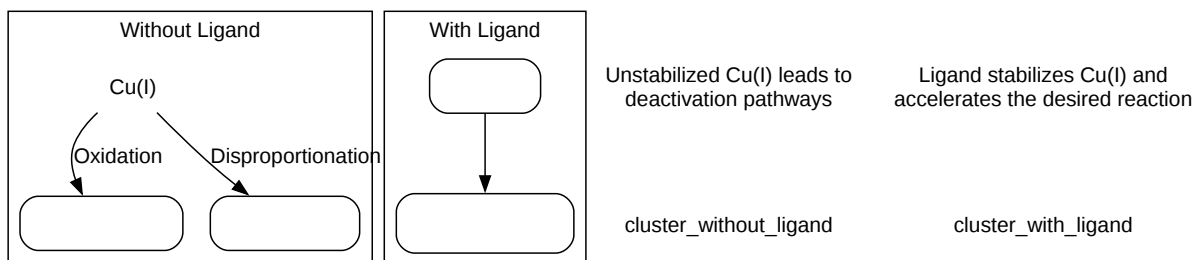 Without Ligand
With Ligand
Cu(I)
Unstabilized Cu(I) leads to
deactivation pathways
Ligand stabilizes Cu(I) and
accelerates the desired reaction
Oxidation
Disproportionation
cluster_without_ligand
cluster_with_ligand